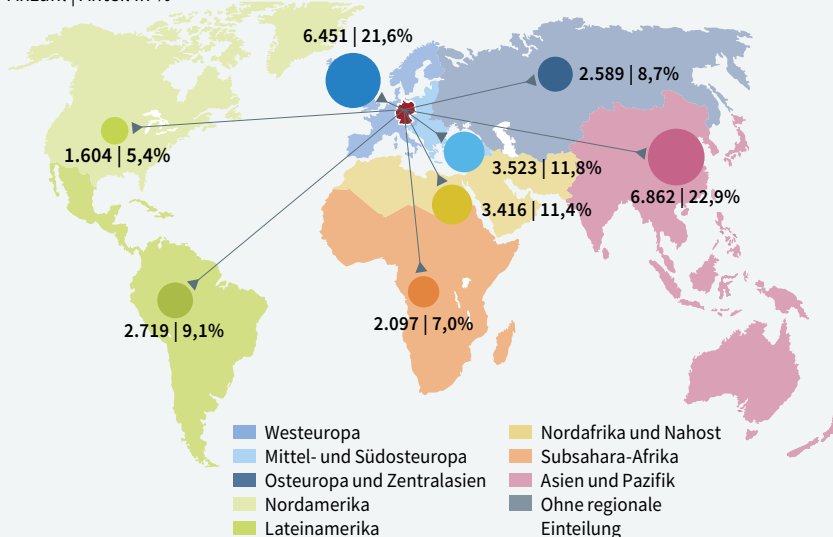 6.451 | 21,6%
2.589 | 8,7%
1.604 | 5,4%
3.523 | 11,8%
6.862 | 22,9%
3.416 | 11,4%
2.719 | 9,1%
2.097 | 7,0%
Westeuropa
Mittel- und Südosteuropa
Osteuropa und Zentralasien
Nordamerika
Lateinamerika
Nordafrika und Nahost
Subsahara-Afrika
Asien und Pazifik
Ohne regionale
Einteilung